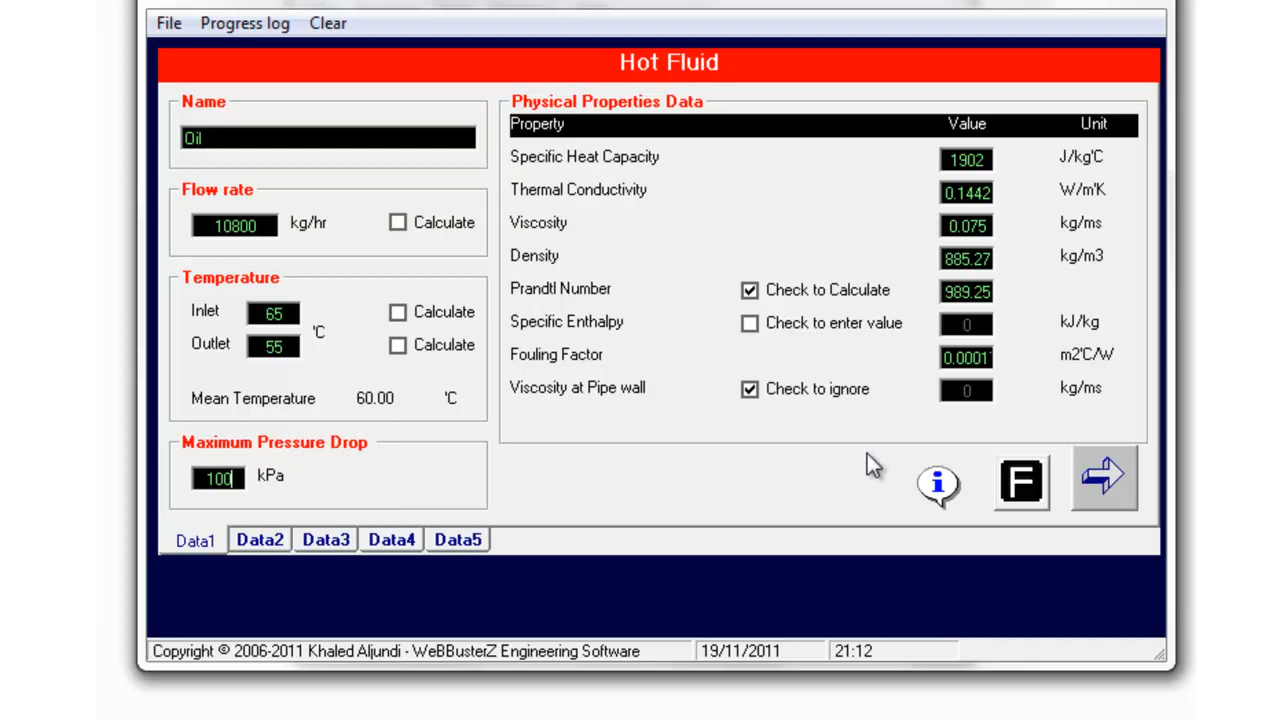 File Progress log Clear
Hot Fluid
Name
Oil
Flow rate
10800 kg/hr Calculate
Temperature
Inlet 65 Calculate
'C
Outlet 55 Calculate
Mean Temperature 60.00 'C
Maximum Pressure Drop
100 kPa
Physical Properties Data
Property Value Unit
Specific Heat Capacity 1902 J/kg'C
Thermal Conductivity 0.1442 W/m'K
Viscosity 0.075 kg/ms
Density 885.27 kg/m3
Prandtl Number Check to Calculate 989.25
Specific Enthalpy Check to enter value 0 kJ/kg
Fouling Factor 0.0001 m2'C/W
Viscosity at Pipe wall Check to ignore 0 kg/ms
i F
Data1 Data2 Data3 Data4 Data5
Copyright © 2006-2011 Khaled Aljundi - WeBBusterZ Engineering Software 19/11/2011 21:12